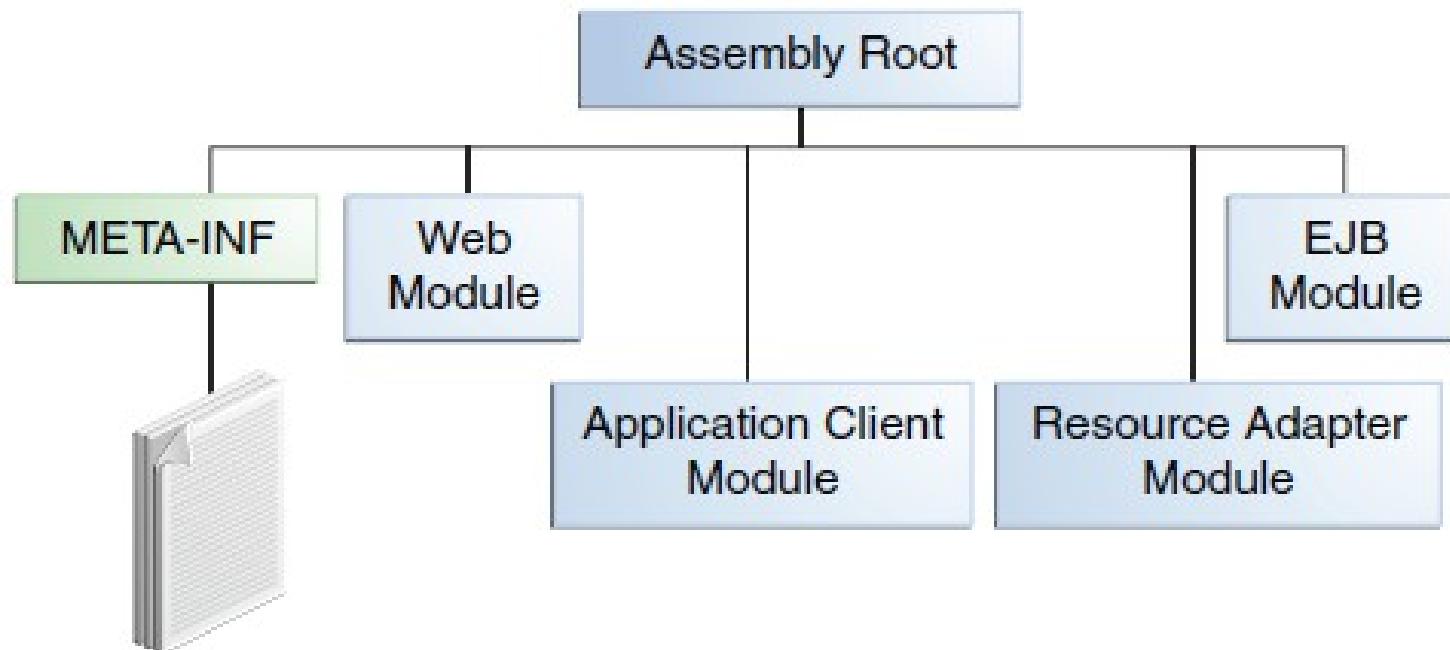 Assembly Root
META-INF
Web
Module
EJB
Module
Application Client
Module
Resource Adapter
Module